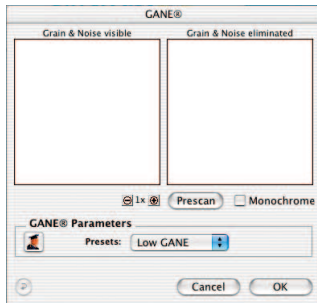 GANE®
Grain & Noise visible Grain & Noise eliminated
1x Prescan Monochrome
GANE® Parameters
Presets: Low GANE
Cancel OK